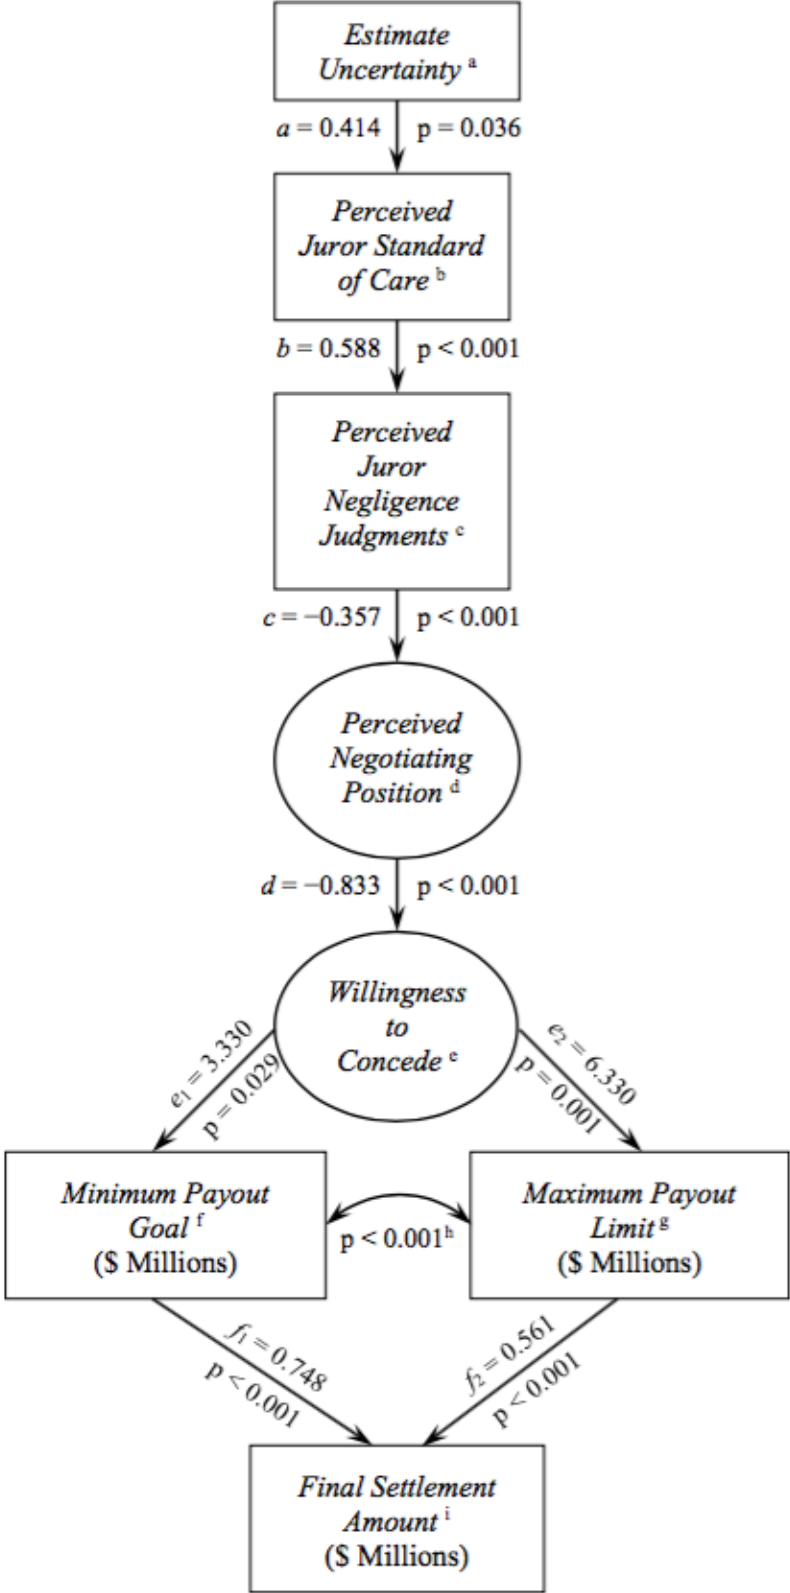 Estimate
Uncertainty ᵃ
a = 0.414 p = 0.036
Perceived
Juror Standard
of Care ᵇ
b = 0.588 p < 0.001
Perceived
Juror
Negligence
Judgments ᶜ
c = −0.357 p < 0.001
Perceived
Negotiating
Position ᵈ
d = −0.833 p < 0.001
Willingness
to
Concede ᵉ
e₁ = 3.330
p = 0.029
e₂ = 6.330
p = 0.001
Minimum Payout
Goal ᶠ
($ Millions)
p < 0.001ʰ
Maximum Payout
Limit ᵍ
($ Millions)
f₁ = 0.748
p < 0.001
f₂ = 0.561
p < 0.001
Final Settlement
Amount ⁱ
($ Millions)